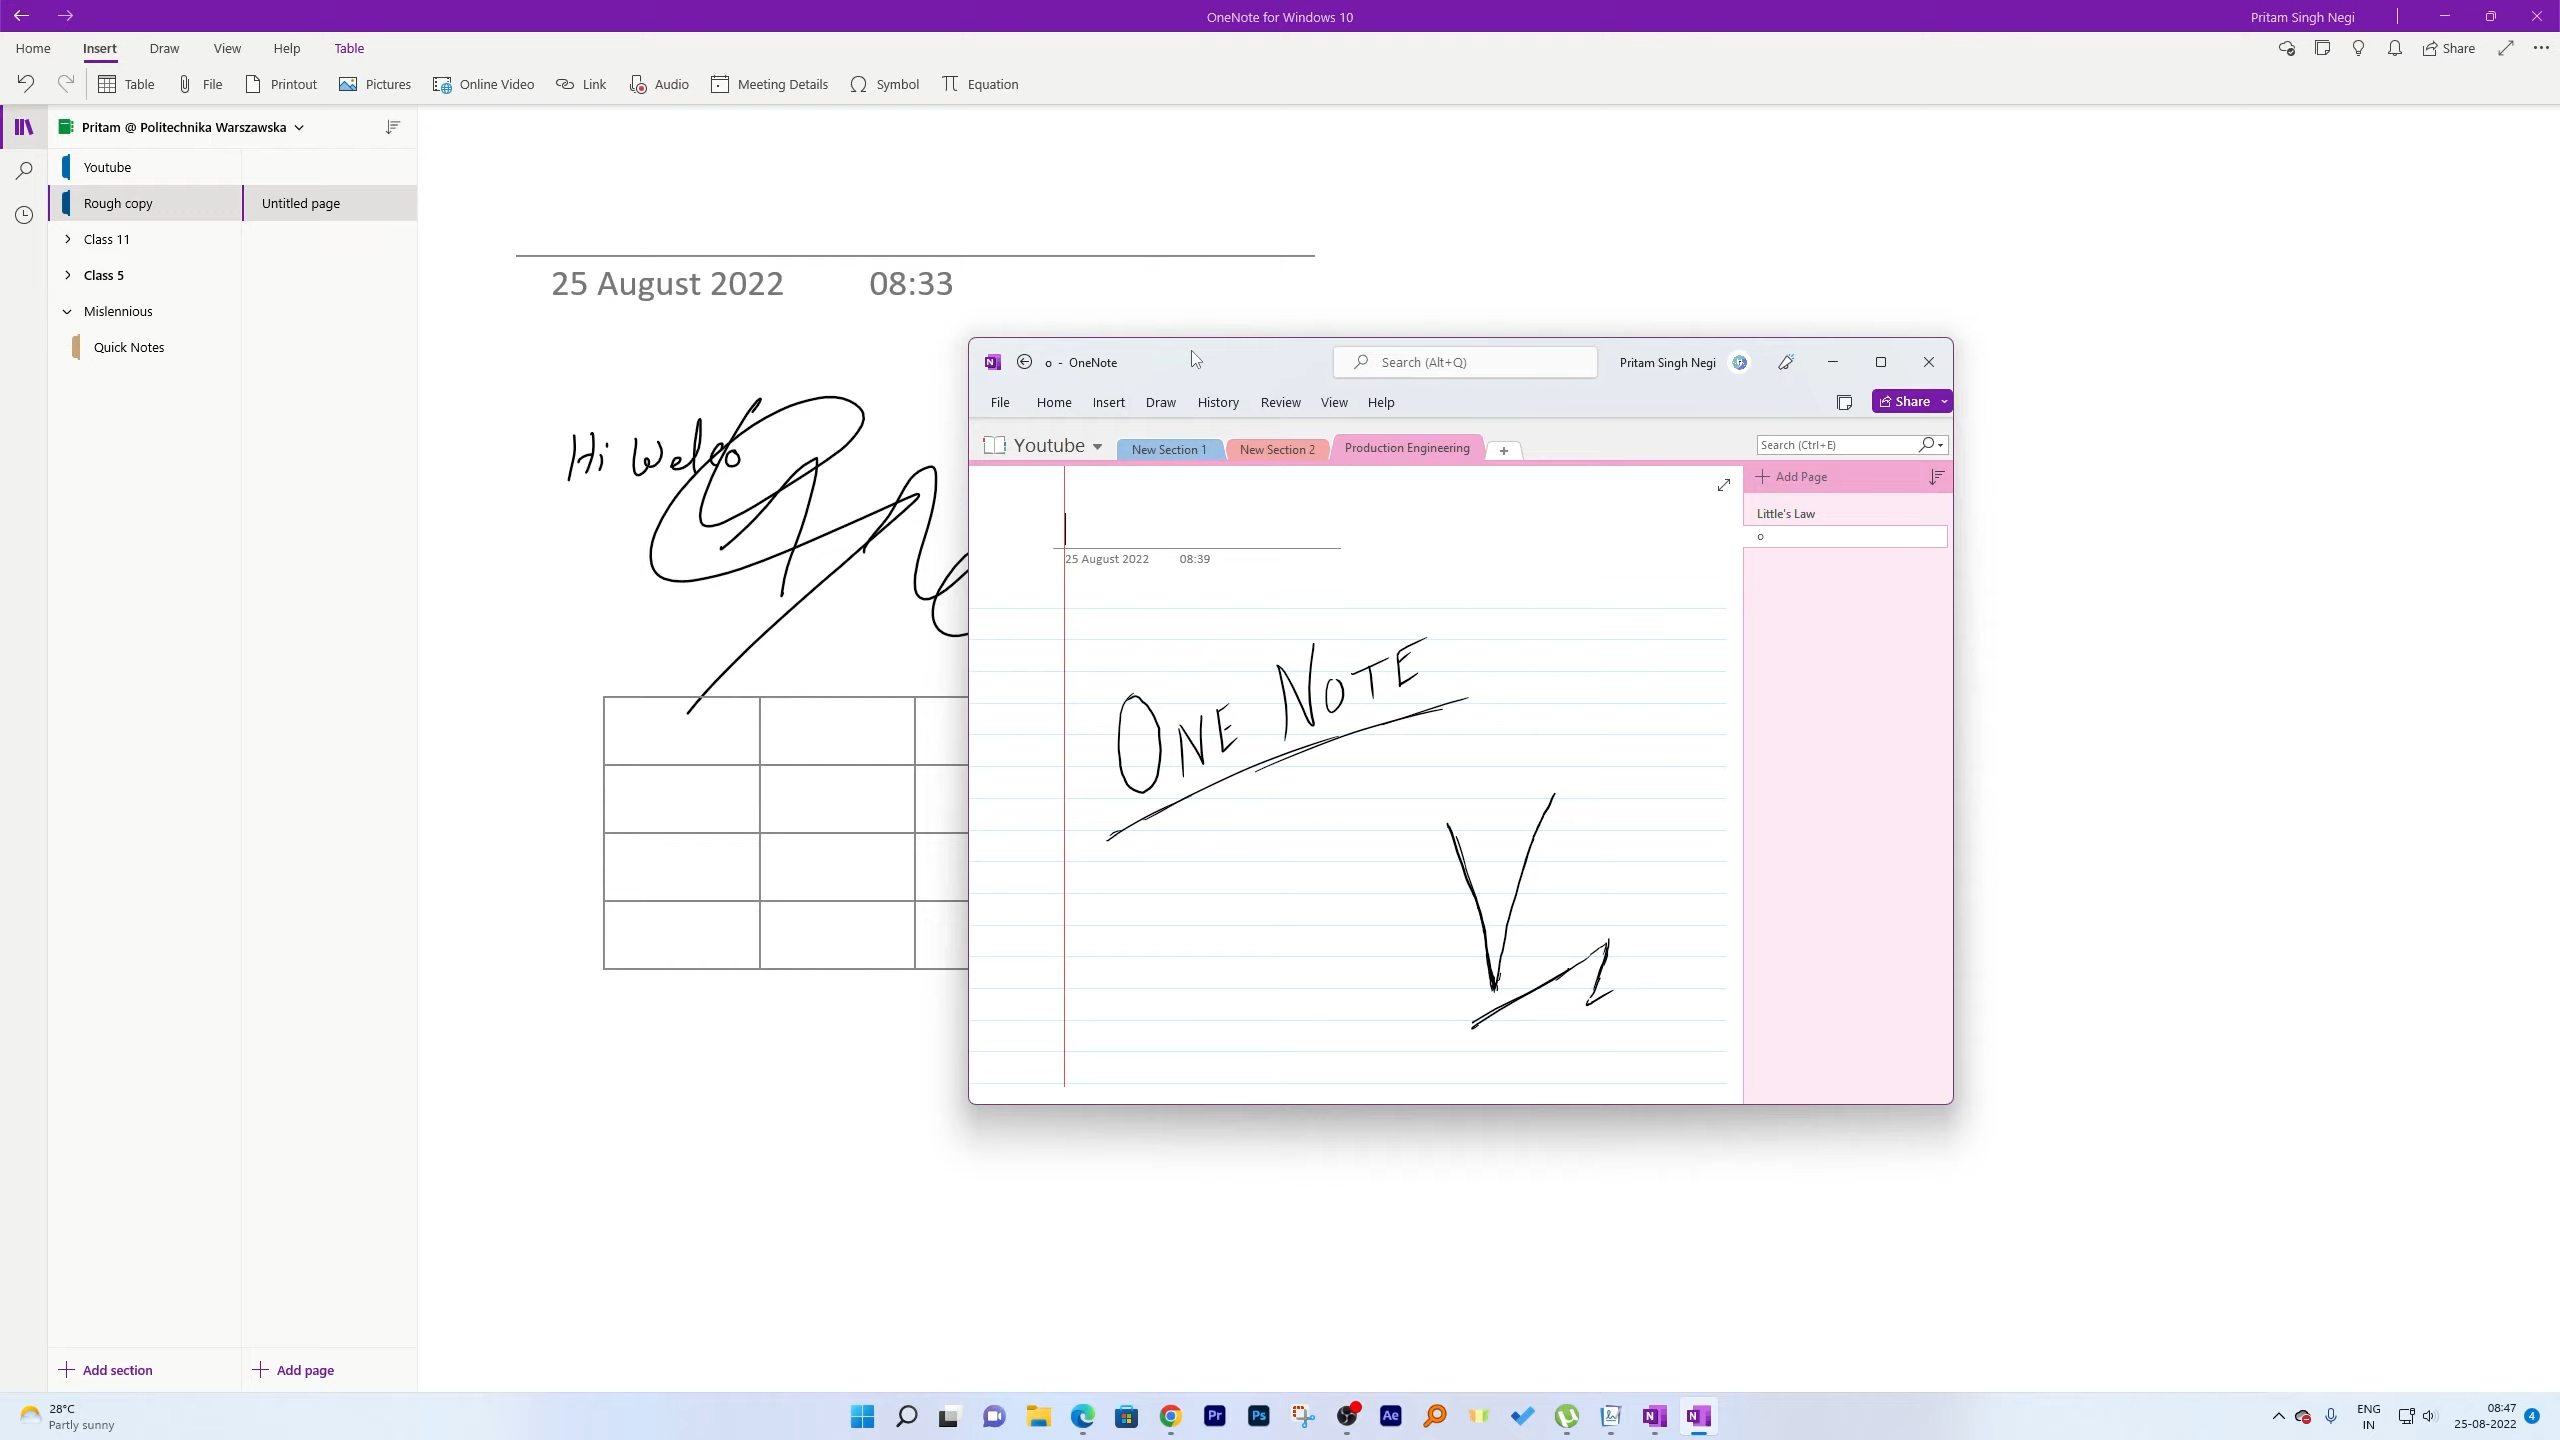 OneNote for Windows 10
Pritam Singh Negi
Home Insert Draw View Help Table
Share
Table File Printout Pictures Online Video Link Audio Meeting Details Symbol Equation
Pritam @ Politechnika Warszawska
Youtube
Rough copy
Untitled page
Class 11
Class 5
Mislennious
Quick Notes
25 August 2022 08:33
Hi Welco
o - OneNote
Search (Alt+Q)
Pritam Singh Negi
File Home Insert Draw History Review View Help
Share
Youtube
New Section 1
New Section 2
Production Engineering
Search (Ctrl+E)
Add Page
Little's Law
o
25 August 2022 08:39
ONE NOTE
V
Add section
Add page
28°C
Partly sunny
Pr
Ps
Ae
ENG
IN
08:47
25-08-2022
4